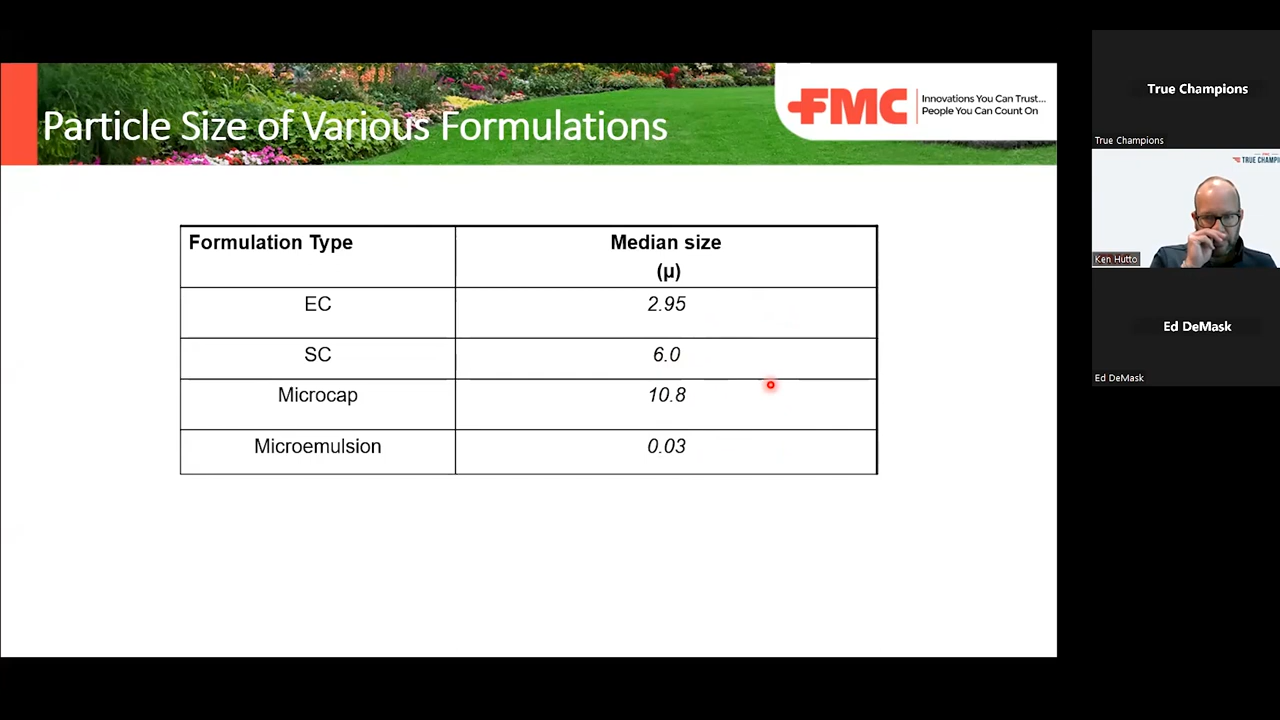 Particle Size of Various Formulations
FMC
Innovations You Can Trust...
People You Can Count On
Formulation Type
Median size
(µ)
EC
2.95
SC
6.0
Microcap
10.8
Microemulsion
0.03
True Champions
True Champions
TRUE CHAMPI
Ken Hutto
Ed DeMask
Ed DeMask